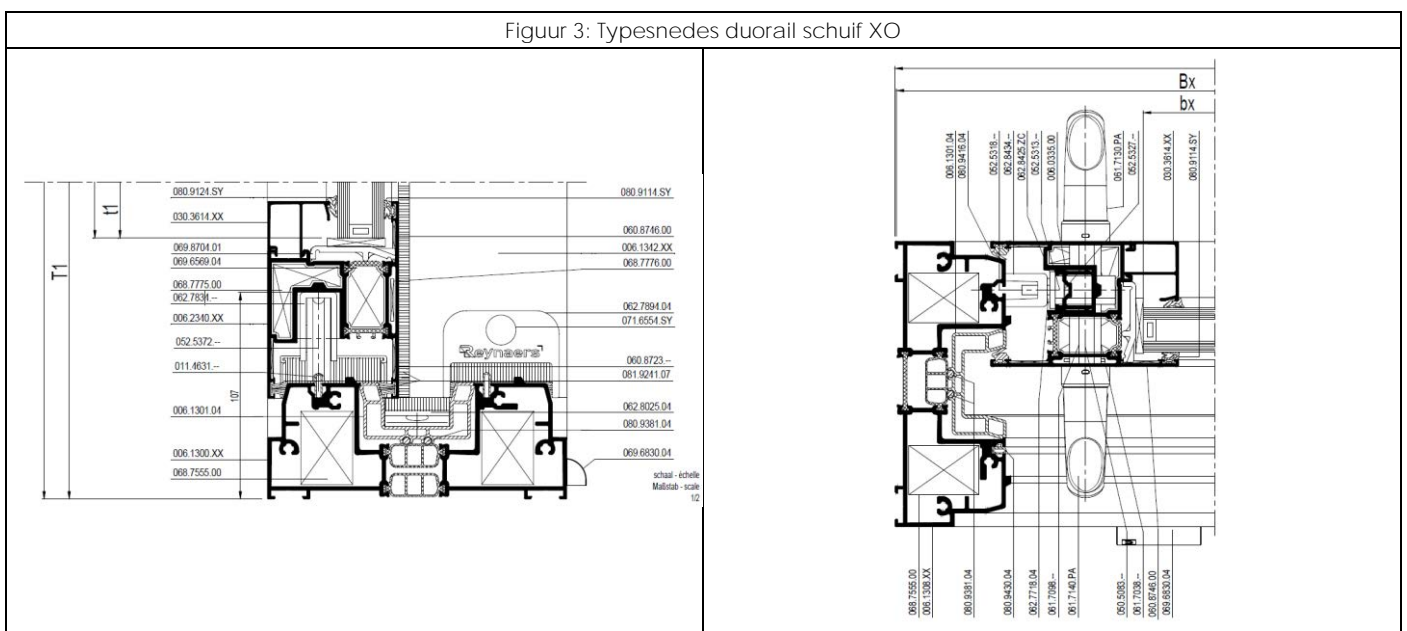 Figuur 3: Typesnedes duorail schuif XO
t1
T1
080.9124.SY
030.3614.XX
069.8704.01
069.6569.04
068.7775.00
062.7834.--
006.2340.XX
052.5372.--
011.4631.--
107
006.1301.04
006.1300.XX
068.7555.00
080.9114.SY
060.8746.00
006.1342.XX
068.7776.00
062.7894.04
071.6554.SY
Reynaers
060.8723.--
081.9241.07
062.8025.04
080.9381.04
069.6830.04
schaal - échelle
Maßstab - scale
1/2
Bx
bx
006.1301.04
080.9416.04
052.5318.--
062.8434.--
062.8425.ZC
052.5313.--
006.0335.00
061.7130.PA
052.5327.--
030.3614.XX
080.9114.SY
068.7555.00
006.1308.XX
080.9381.04
080.9430.04
062.7718.04
061.7098.--
061.7140.PA
050.5083.--
061.7038.--
060.8746.00
069.6830.04